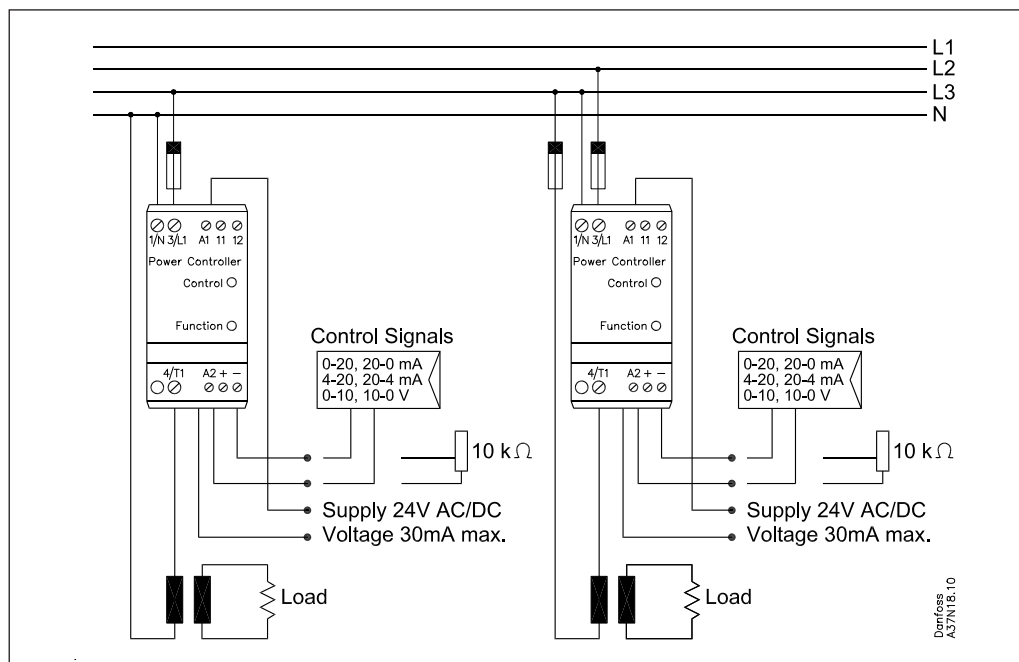 L1
L2
L3
N
1/N 3/L1 A1 11 12
Power Controller
Control
Function
4/T1 A2 + −
Control Signals
0-20, 20-0 mA
4-20, 20-4 mA
0-10, 10-0 V
10 kΩ
Supply 24V AC/DC
Voltage 30mA max.
Load
1/N 3/L1 A1 11 12
Power Controller
Control
Function
4/T1 A2 + −
Control Signals
0-20, 20-0 mA
4-20, 20-4 mA
0-10, 10-0 V
10 kΩ
Supply 24V AC/DC
Voltage 30mA max.
Load
Danfoss
A37N18.10